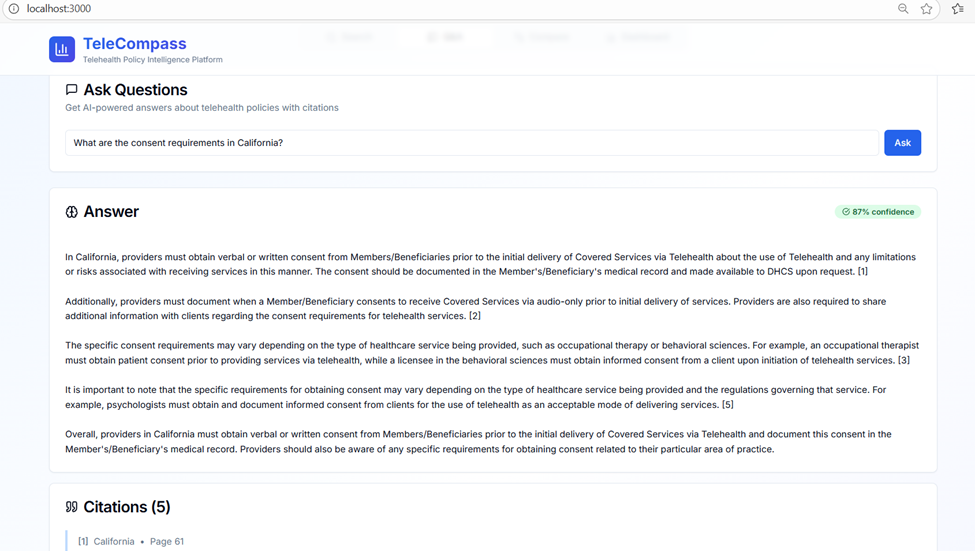 localhost:3000
TeleCompass
Telehealth Policy Intelligence Platform
Ask Questions
Get AI-powered answers about telehealth policies with citations
What are the consent requirements in California?
Ask
Answer
87% confidence
In California, providers must obtain verbal or written consent from Members/Beneficiaries prior to the initial delivery of Covered Services via Telehealth about the use of Telehealth and any limitations
or risks associated with receiving services in this manner. The consent should be documented in the Member's/Beneficiary's medical record and made available to DHCS upon request. [1]
Additionally, providers must document when a Member/Beneficiary consents to receive Covered Services via audio-only prior to initial delivery of services. Providers are also required to share
additional information with clients regarding the consent requirements for telehealth services. [2]
The specific consent requirements may vary depending on the type of healthcare service being provided, such as occupational therapy or behavioral sciences. For example, an occupational therapist
must obtain patient consent prior to providing services via telehealth, while a licensee in the behavioral sciences must obtain informed consent from a client upon initiation of telehealth services. [3]
It is important to note that the specific requirements for obtaining consent may vary depending on the type of healthcare service being provided and the regulations governing that service. For
example, psychologists must obtain and document informed consent from clients for the use of telehealth as an acceptable mode of delivering services. [5]
Overall, providers in California must obtain verbal or written consent from Members/Beneficiaries prior to the initial delivery of Covered Services via Telehealth and document this consent in the
Member's/Beneficiary's medical record. Providers should also be aware of any specific requirements for obtaining consent related to their particular area of practice.
Citations (5)
[1] California • Page 61